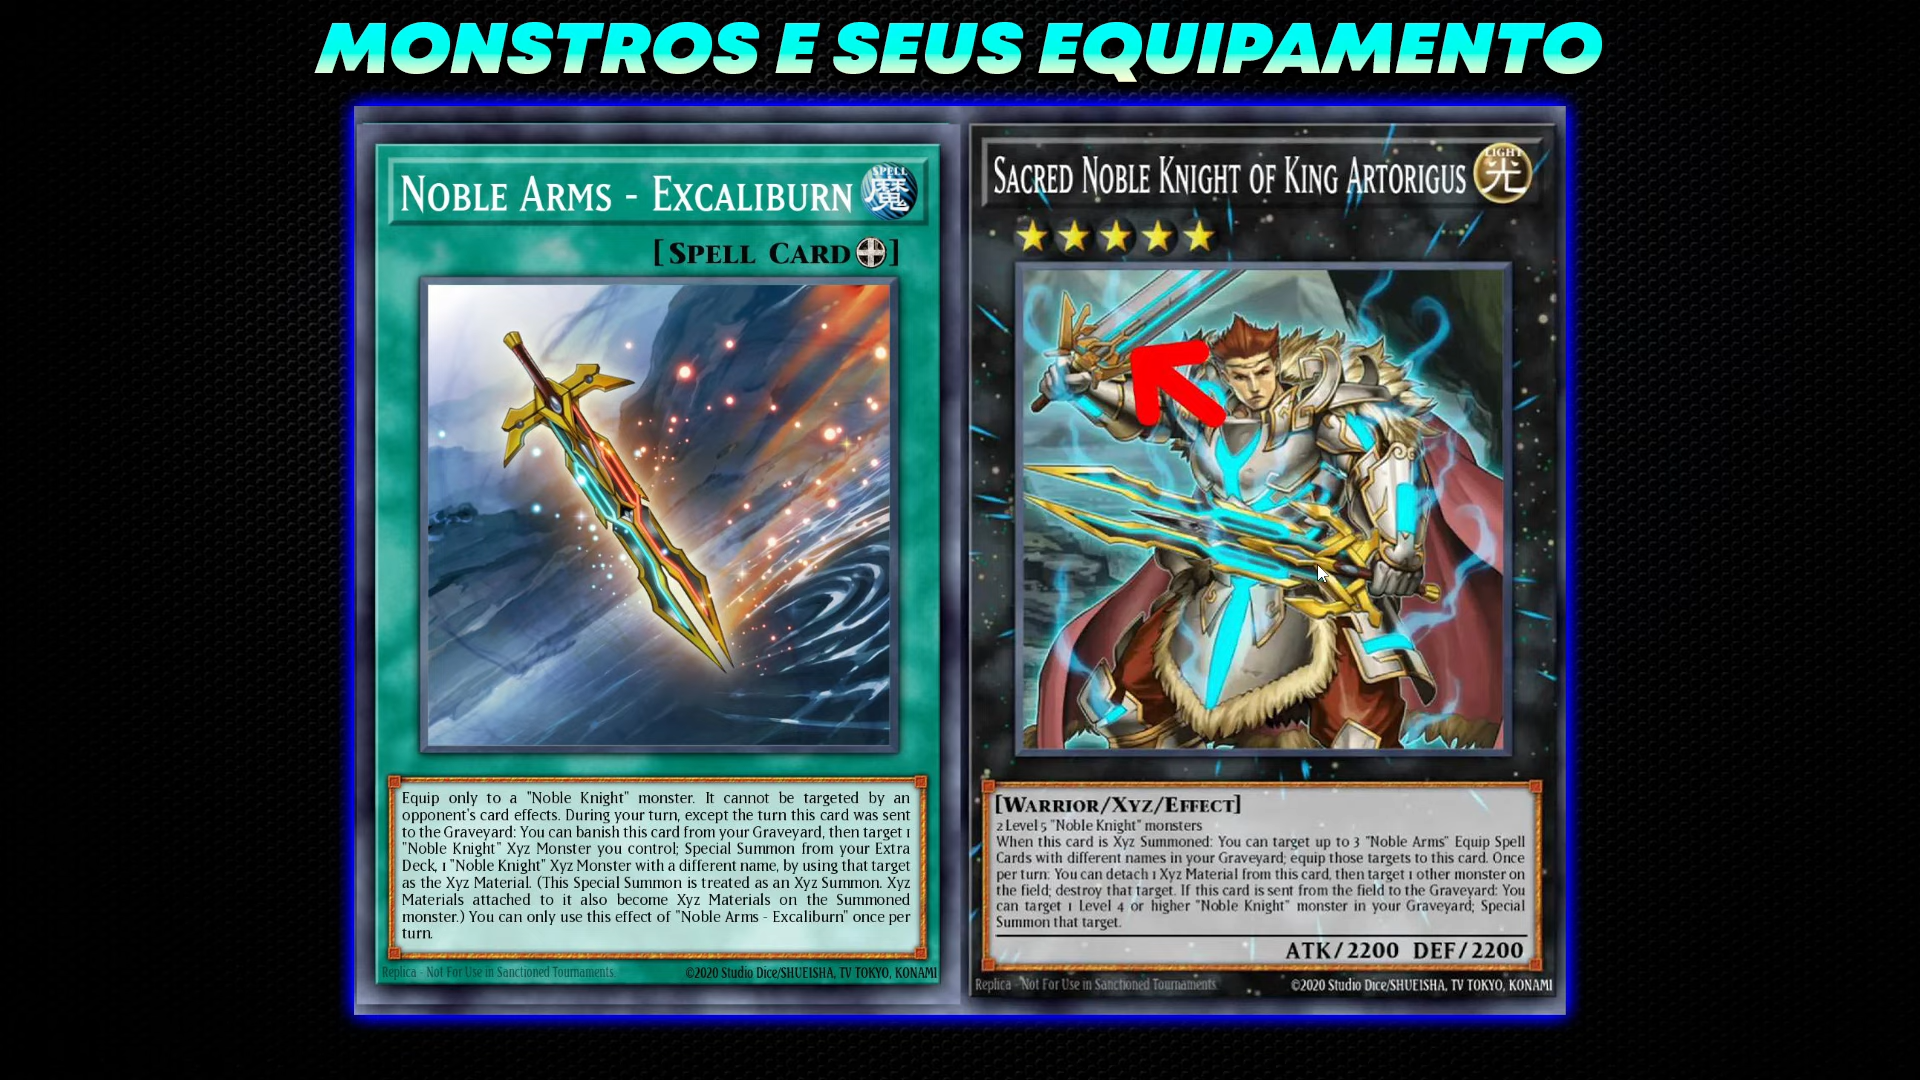 MONSTROS E SEUS EQUIPAMENTO
NOBLE ARMS - EXCALIBURN
SPELL
魔
[SPELL CARD]
Equip only to a "Noble Knight" monster. It cannot be targeted by an
opponent's card effects. During your turn, except the turn this card was sent
to the Graveyard: You can banish this card from your Graveyard, then target 1
"Noble Knight" Xyz Monster you control; Special Summon from your Extra
Deck, 1 "Noble Knight" Xyz Monster with a different name, by using that target
as the Xyz Material. (This Special Summon is treated as an Xyz Summon. Xyz
Materials attached to it also become Xyz Materials on the Summoned
monster.) You can only use this effect of "Noble Arms - Excaliburn" once per
turn.
Replica - Not For Use in Sanctioned Tournaments.
©2020 Studio Dice/SHUEISHA, TV TOKYO, KONAMI
SACRED NOBLE KNIGHT OF KING ARTORIGUS
LIGHT
光
[WARRIOR/XYZ/EFFECT]
2 Level 5 "Noble Knight" monsters
When this card is Xyz Summoned: You can target up to 3 "Noble Arms" Equip Spell
Cards with different names in your Graveyard; equip those targets to this card. Once
per turn: You can detach 1 Xyz Material from this card, then target 1 other monster on
the field; destroy that target. If this card is sent from the field to the Graveyard: You
can target 1 Level 4 or higher "Noble Knight" monster in your Graveyard; Special
Summon that target.
ATK/2200 DEF/2200
Replica - Not For Use in Sanctioned Tournaments
©2020 Studio Dice/SHUEISHA, TV TOKYO, KONAMI